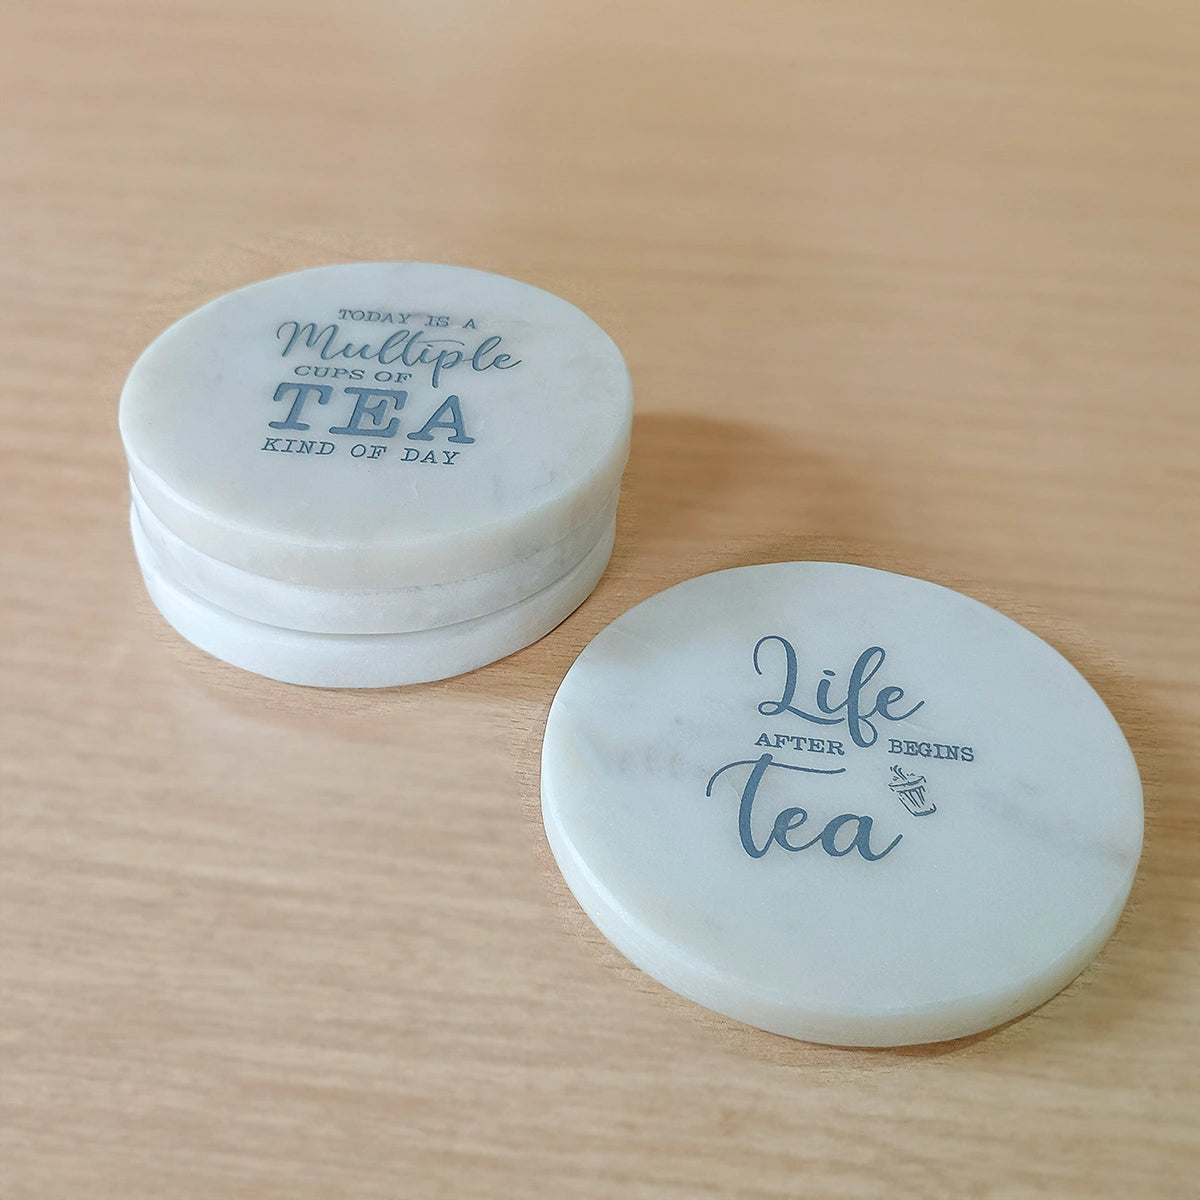 TODAY IS A
Multiple
CUPS OF
TEA
KIND OF DAY
Life
AFTER BEGINS
Tea